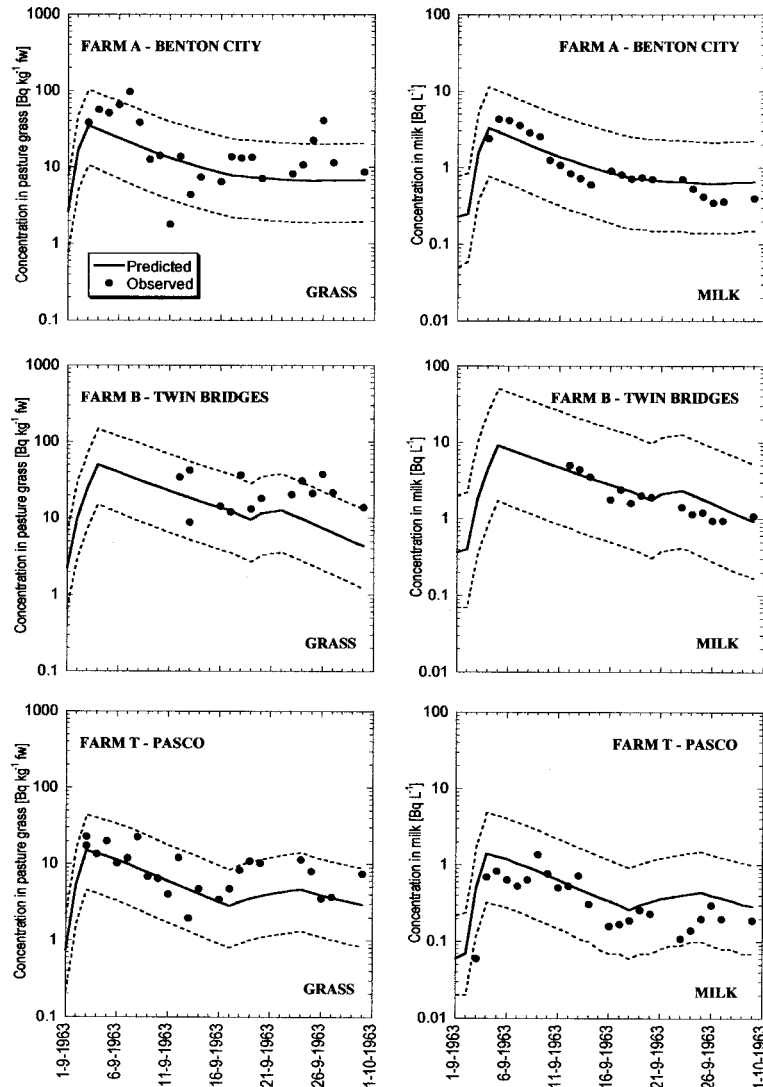 FARM A - BENTON CITY
Concentration in pasture grass [Bq kg⁻¹ fw]
1000
100
10
1
0.1
Predicted
Observed
GRASS
FARM A - BENTON CITY
Concentration in milk [Bq L⁻¹]
100
10
1
0.1
0.01
MILK
FARM B - TWIN BRIDGES
Concentration in pasture grass [Bq kg⁻¹ fw]
1000
100
10
1
0.1
GRASS
FARM B - TWIN BRIDGES
Concentration in milk [Bq L⁻¹]
100
10
1
0.1
0.01
MILK
FARM T - PASCO
Concentration in pasture grass [Bq kg⁻¹ fw]
1000
100
10
1
0.1
GRASS
1-9-1963
6-9-1963
11-9-1963
16-9-1963
21-9-1963
26-9-1963
1-10-1963
FARM T - PASCO
Concentration in milk [Bq L⁻¹]
100
10
1
0.1
0.01
MILK
1-9-1963
6-9-1963
11-9-1963
16-9-1963
21-9-1963
26-9-1963
1-10-1963